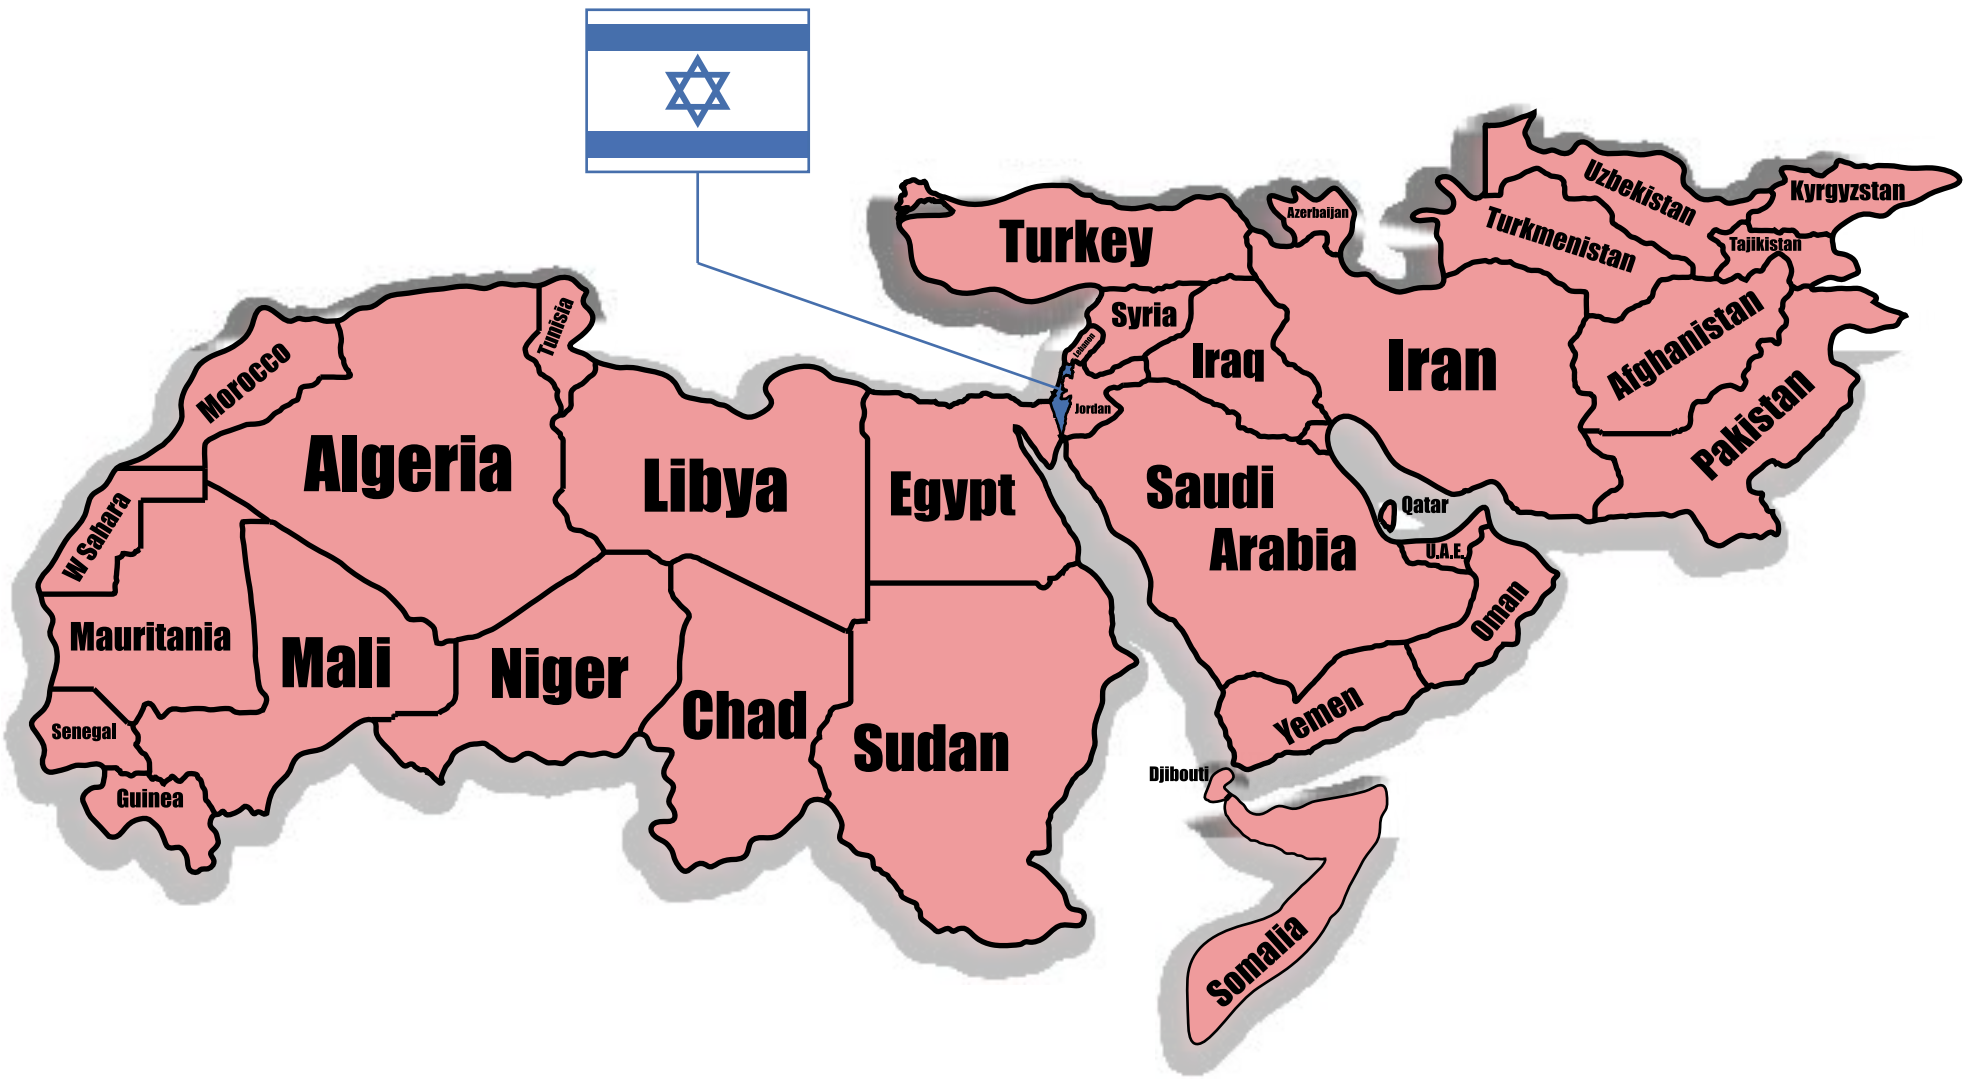 Uzbekistan
Kyrgyzstan
Azerbaijan
Turkey
Turkmenistan
Tajikistan
Tunisia
Syria
Lebanon
Morocco
Iraq
Iran
Afghanistan
Jordan
Pakistan
Algeria
Libya
Egypt
Saudi
Arabia
Qatar
U.A.E.
W Sahara
Oman
Mauritania
Mali
Niger
Chad
Yemen
Senegal
Sudan
Djibouti
Guinea
Somalia